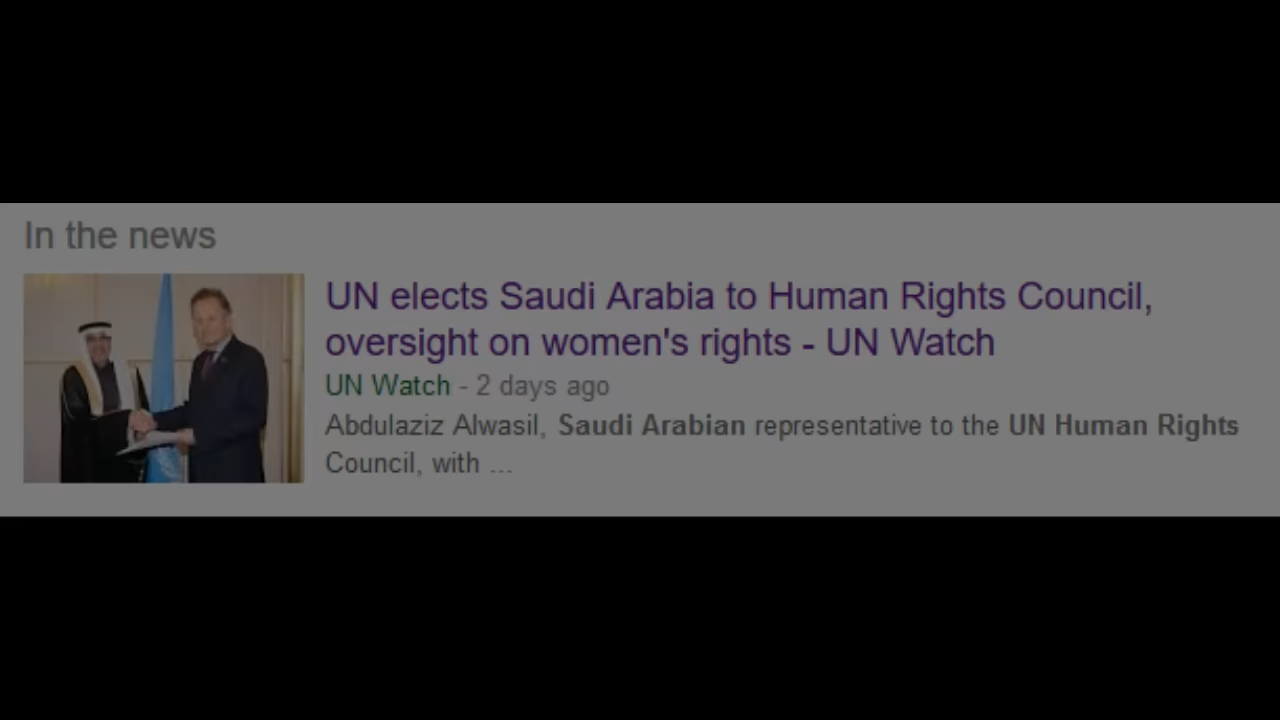 In the news
UN elects Saudi Arabia to Human Rights Council,
oversight on women's rights - UN Watch
UN Watch - 2 days ago
Abdulaziz Alwasil, Saudi Arabian representative to the UN Human Rights
Council, with ...